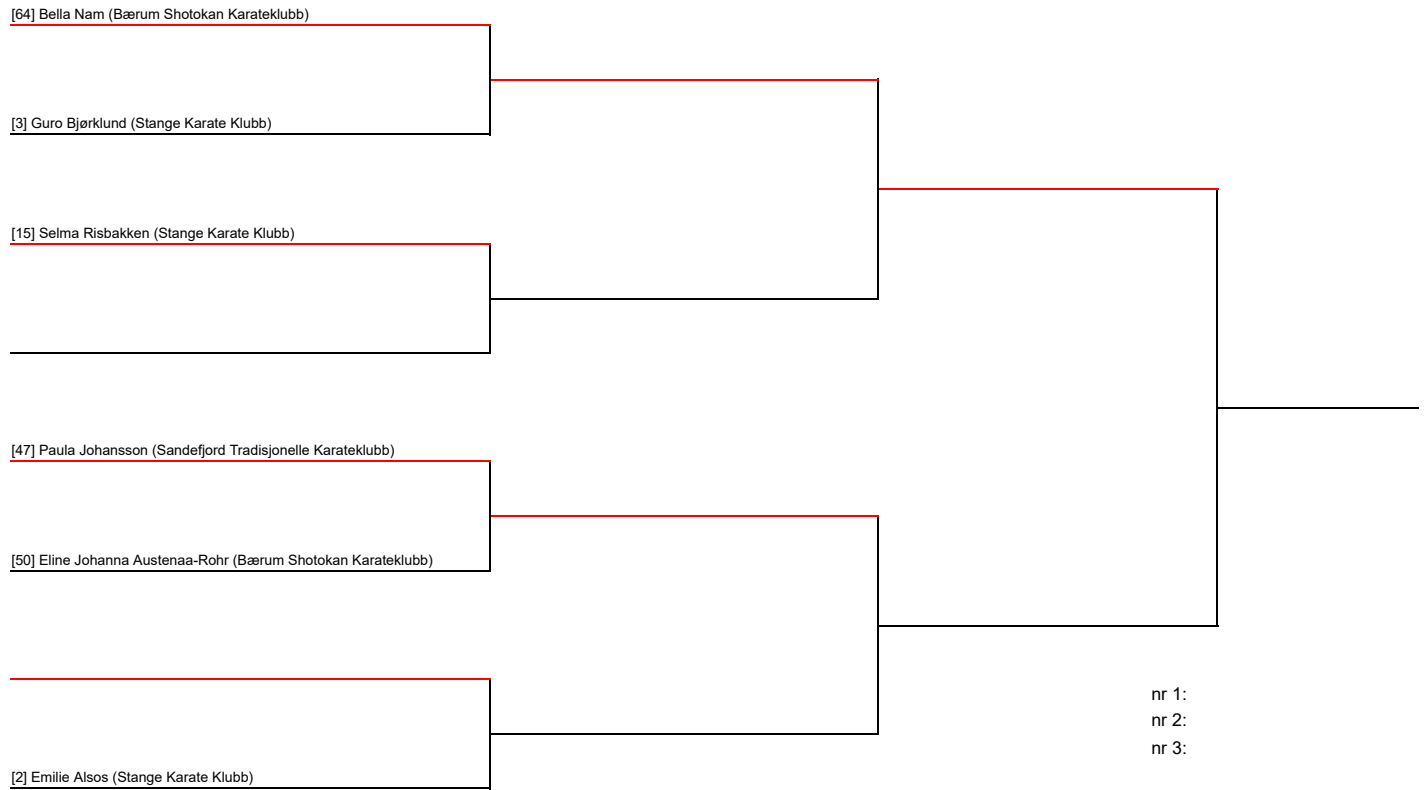 [64] Bella Nam (Bærum Shotokan Karateklubb)
[3] Guro Bjørklund (Stange Karate Klubb)
[15] Selma Risbakken (Stange Karate Klubb)
[47] Paula Johansson (Sandefjord Tradisjonelle Karateklubb)
[50] Eline Johanna Austenaa-Rohr (Bærum Shotokan Karateklubb)
[2] Emilie Alsos (Stange Karate Klubb)
nr 1:
nr 2:
nr 3: